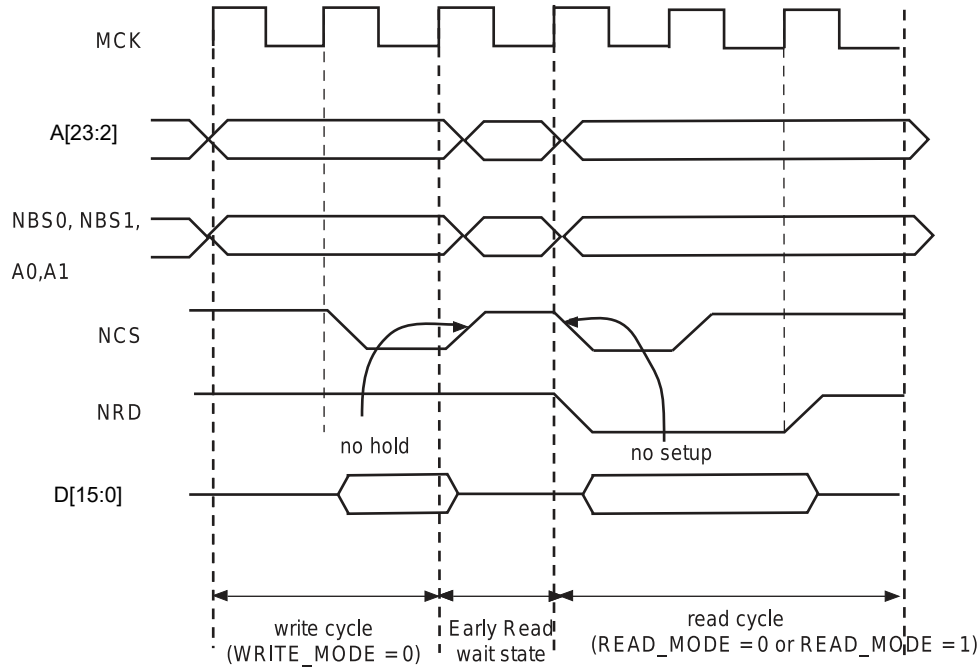 MCK
A[23:2]
NBS0, NBS1,
A0,A1
NCS
NRD
no hold
no setup
D[15:0]
write cycle
(WRITE_MODE = 0)
Early Read
wait state
read cycle
(READ_MODE = 0 or READ_MODE = 1)